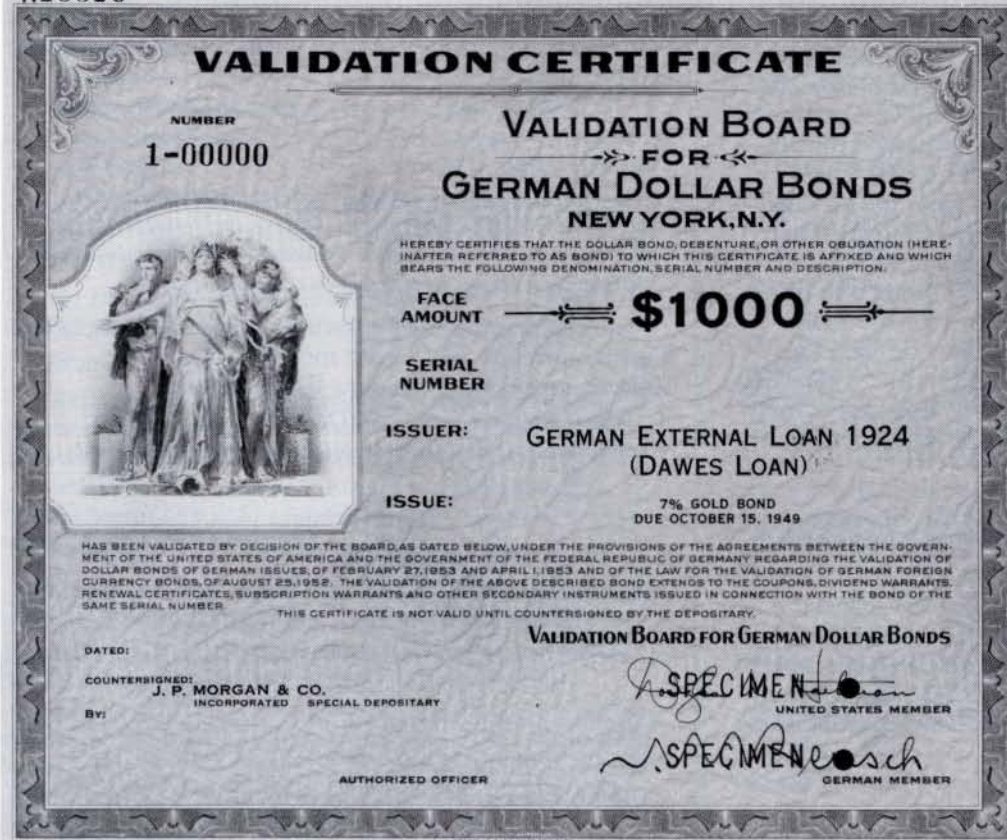 VALIDATION CERTIFICATE
NUMBER
1-00000
VALIDATION BOARD
FOR
GERMAN DOLLAR BONDS
NEW YORK, N.Y.
HEREBY CERTIFIES THAT THE DOLLAR BOND, DEBENTURE, OR OTHER OBLIGATION (HERE-
INAFTER REFERRED TO AS BOND) TO WHICH THIS CERTIFICATE IS AFFIXED AND WHICH
BEARS THE FOLLOWING DENOMINATION, SERIAL NUMBER AND DESCRIPTION:
FACE
AMOUNT
$1000
SERIAL
NUMBER
ISSUER:
GERMAN EXTERNAL LOAN 1924
(DAWES LOAN)
ISSUE:
7% GOLD BOND
DUE OCTOBER 15, 1949
HAS BEEN VALIDATED BY DECISION OF THE BOARD, AS DATED BELOW, UNDER THE PROVISIONS OF THE AGREEMENTS BETWEEN THE GOVERN-
MENT OF THE UNITED STATES OF AMERICA AND THE GOVERNMENT OF THE FEDERAL REPUBLIC OF GERMANY REGARDING THE VALIDATION OF
DOLLAR BONDS OF GERMAN ISSUES, OF FEBRUARY 27, 1953 AND APRIL 1, 1953 AND OF THE LAW FOR THE VALIDATION OF GERMAN FOREIGN
CURRENCY BONDS, OF AUGUST 25, 1952. THE VALIDATION OF THE ABOVE DESCRIBED BOND EXTENDS TO THE COUPONS, DIVIDEND WARRANTS,
RENEWAL CERTIFICATES, SUBSCRIPTION WARRANTS AND OTHER SECONDARY INSTRUMENTS ISSUED IN CONNECTION WITH THE BOND OF THE
SAME SERIAL NUMBER.
THIS CERTIFICATE IS NOT VALID UNTIL COUNTERSIGNED BY THE DEPOSITARY.
VALIDATION BOARD FOR GERMAN DOLLAR BONDS
DATED:
COUNTERSIGNED:
J. P. MORGAN & CO.
INCORPORATED SPECIAL DEPOSITARY
BY:
SPECIMEN
UNITED STATES MEMBER
SPECIMEN
AUTHORIZED OFFICER
GERMAN MEMBER